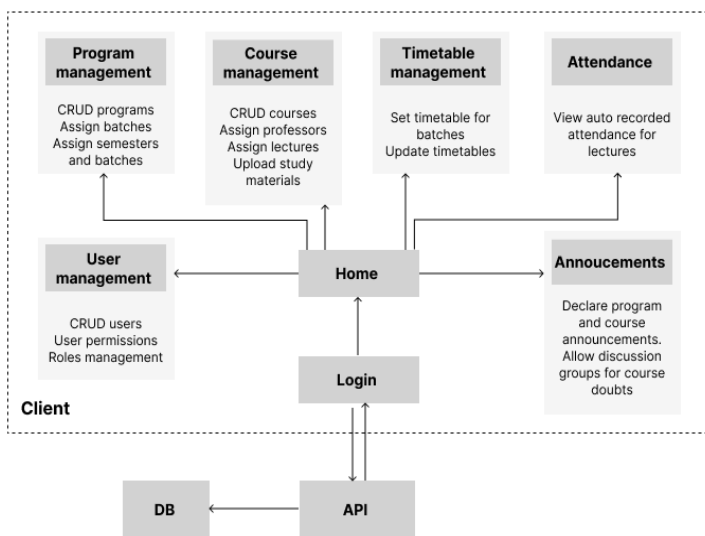 Program
management
CRUD programs
Assign batches
Assign semesters
and batches
Course
management
CRUD courses
Assign professors
Assign lectures
Upload study
materials
Timetable
management
Set timetable for
batches
Update timetables
Attendance
View auto recorded
attendance for
lectures
User
management
CRUD users
User permissions
Roles management
Home
Annoucements
Declare program
and course
announcements.
Allow discussion
groups for course
doubts
Login
Client
DB
API